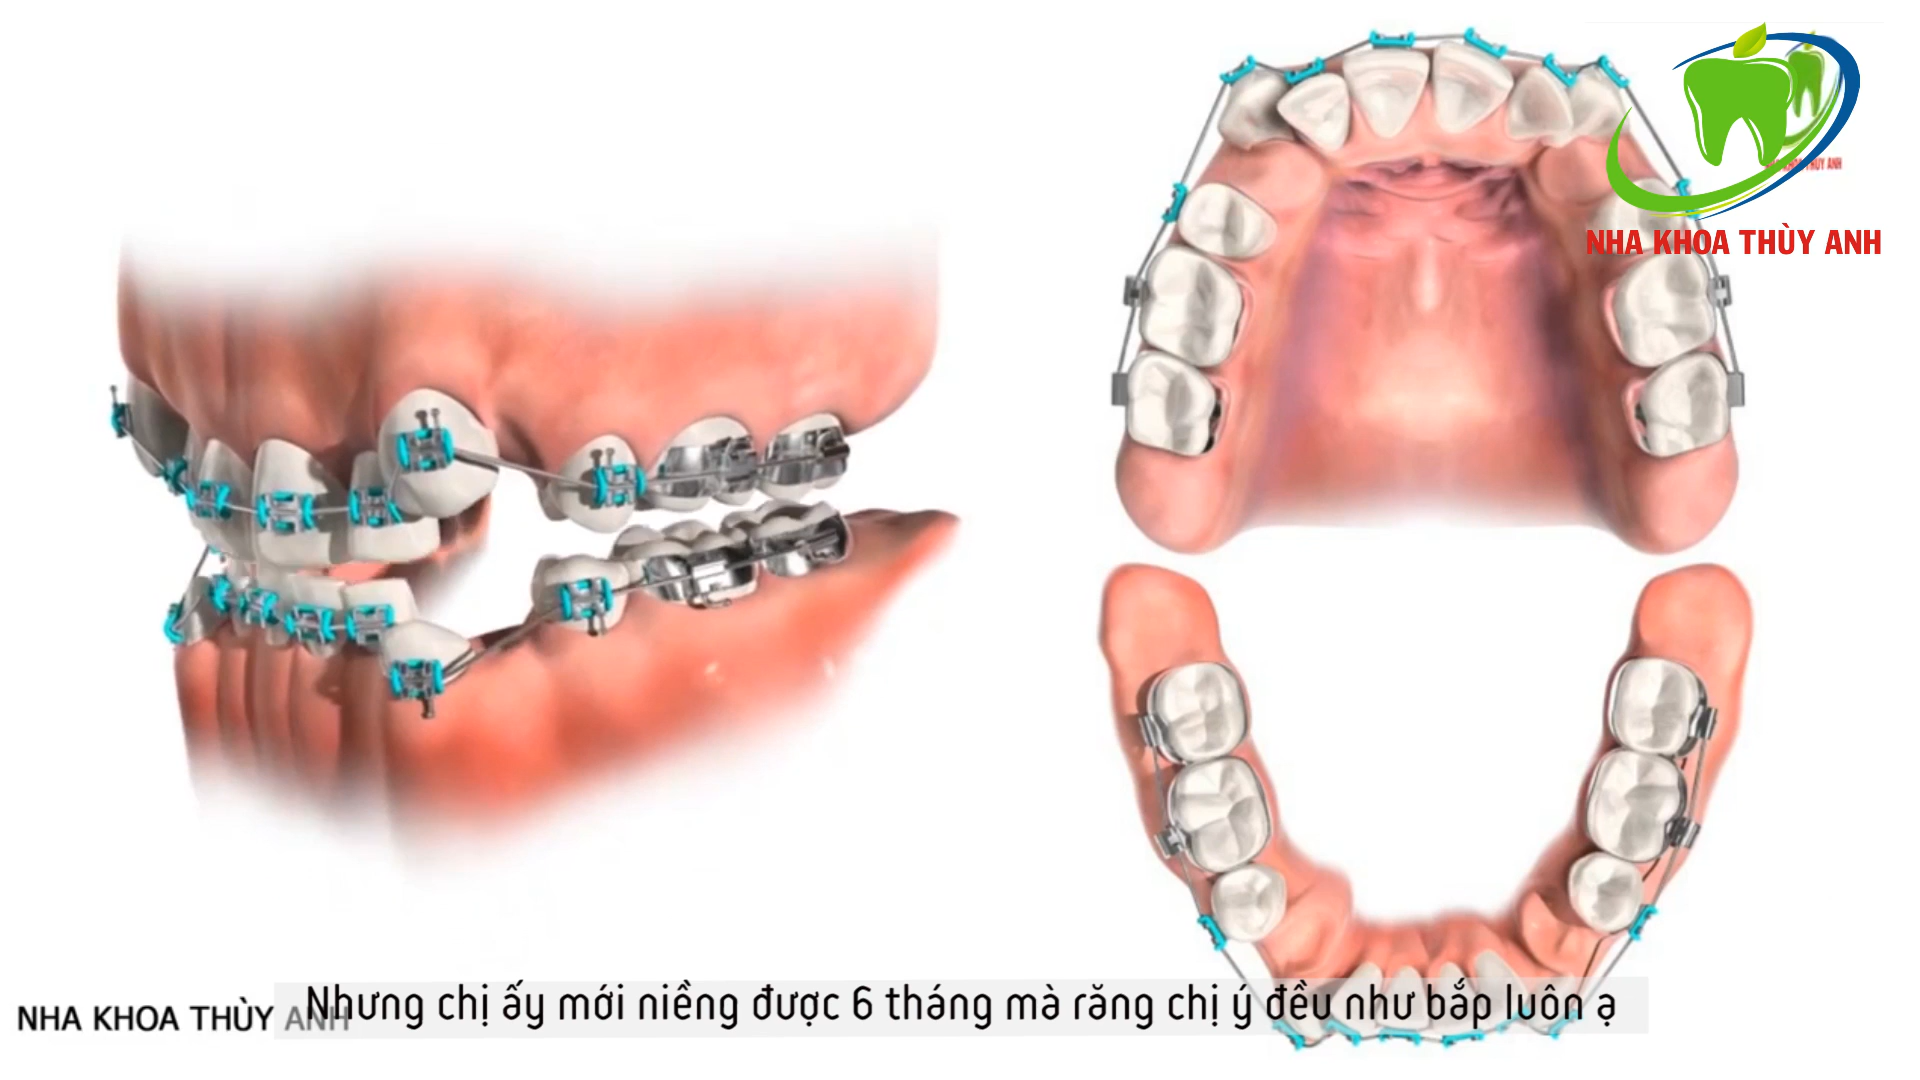 NHA KHOA THÙY ANH
Nhưng chị ấy mới niềng được 6 tháng mà răng chị ý đều như bắp luôn ạ
NHA KHOA THÙY ANH